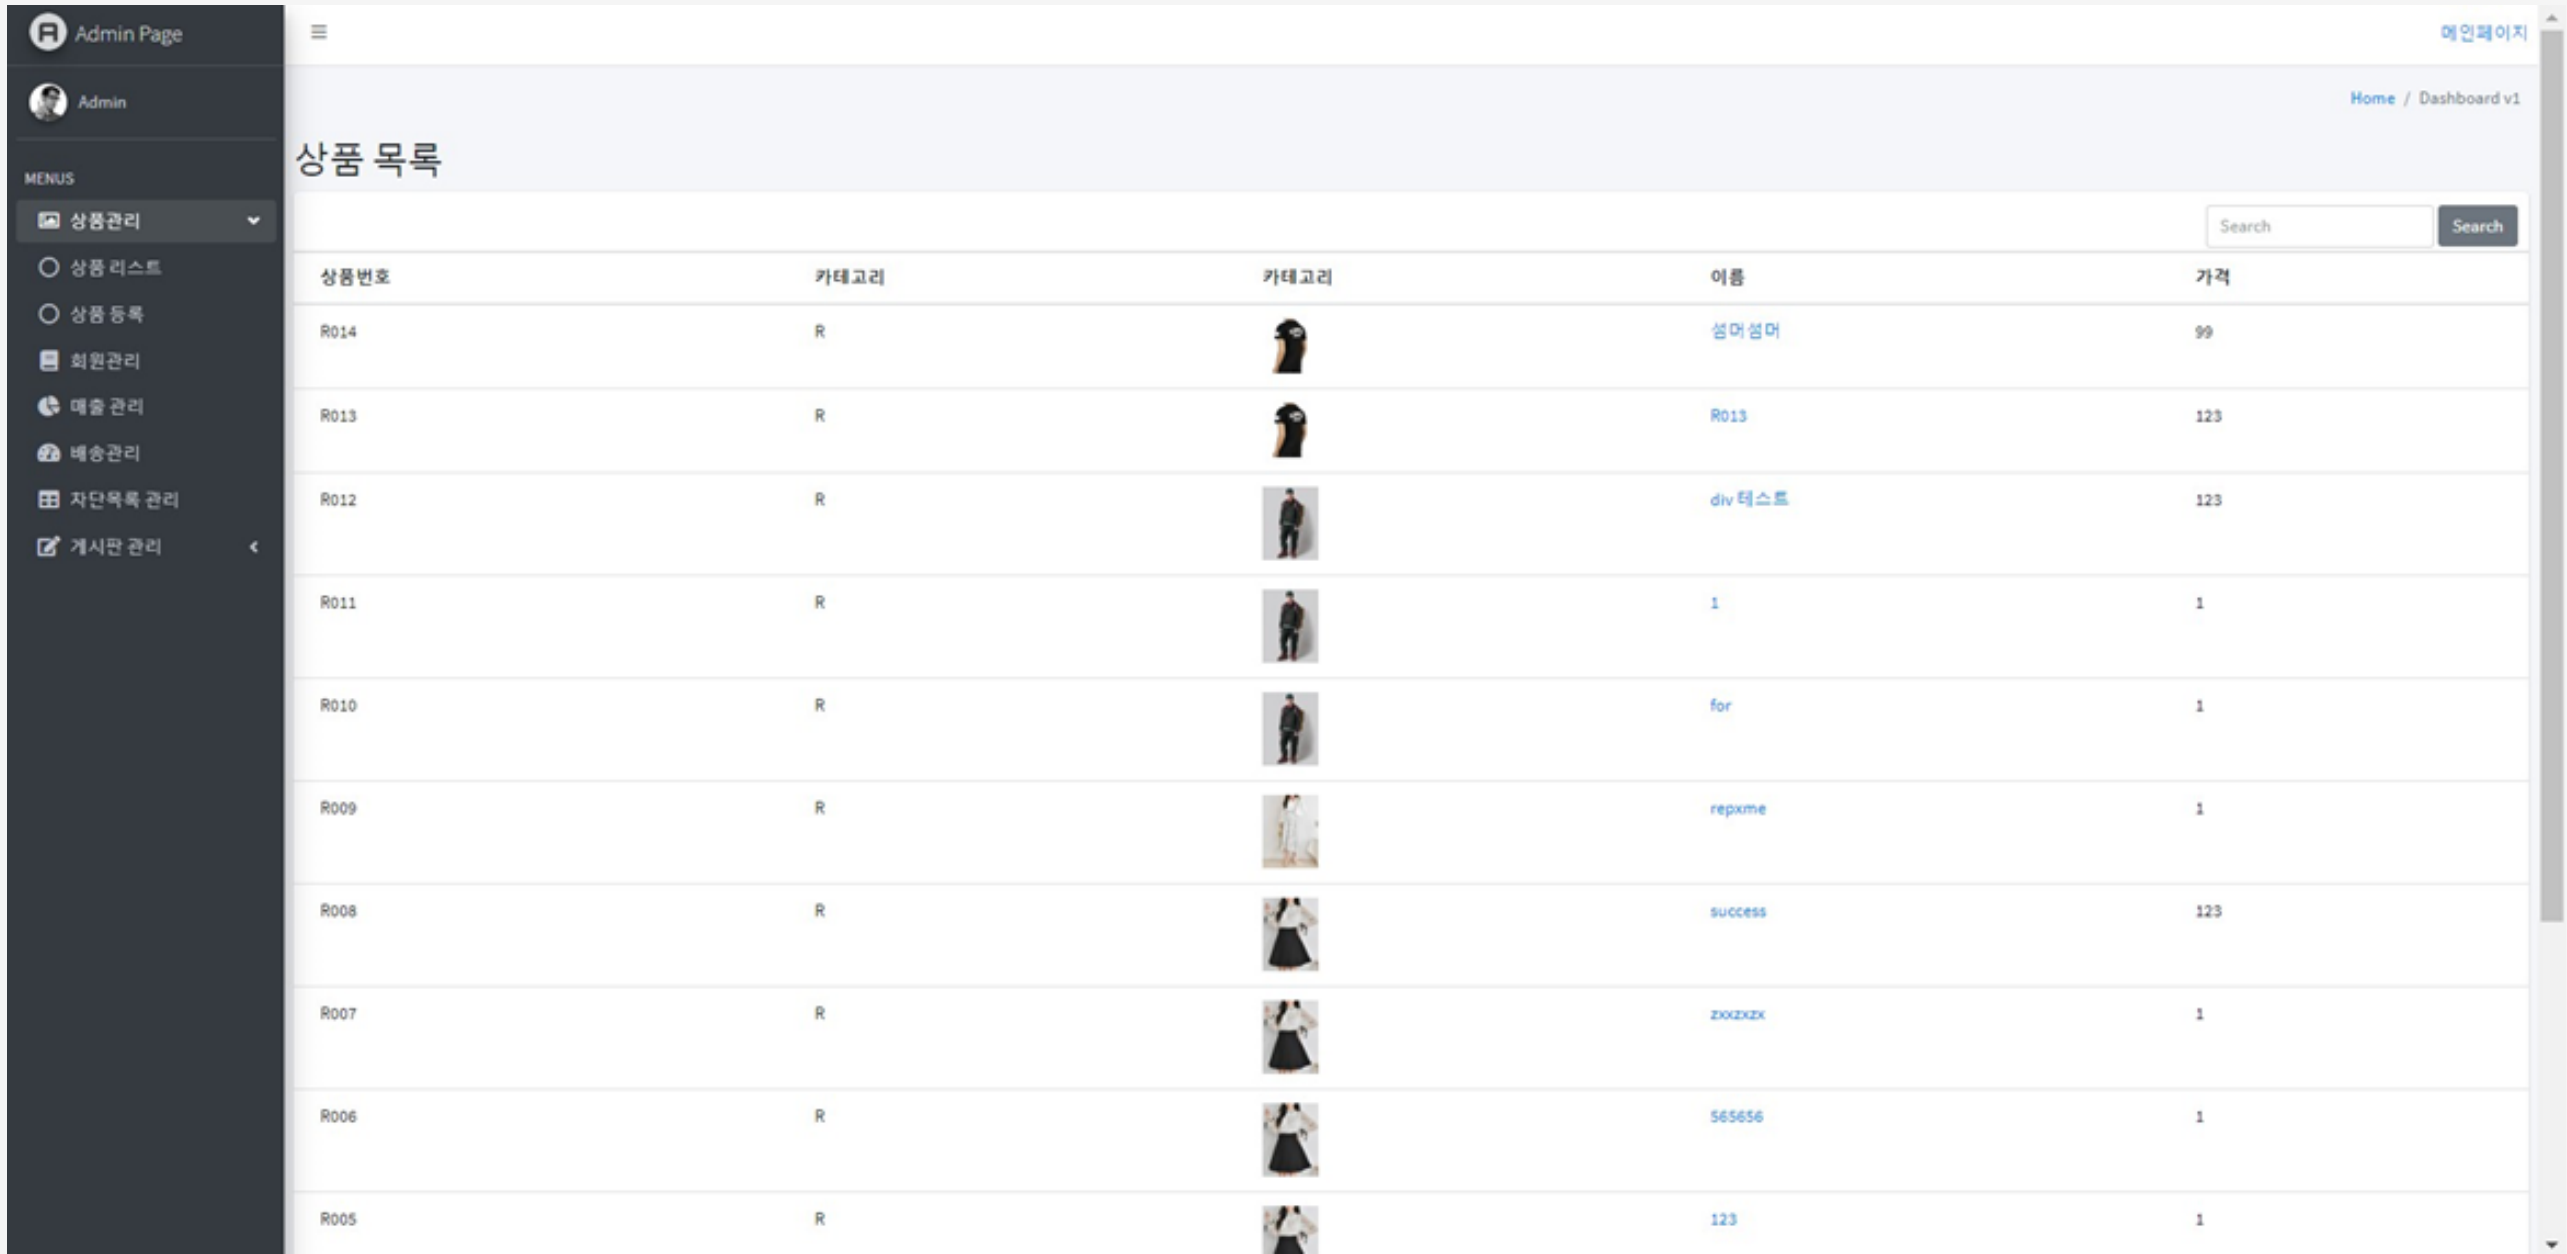 Admin Page
메인페이지
Admin
Home / Dashboard v1
상품 목록
MENUS
상품관리
상품 리스트
상품 등록
회원관리
매출 관리
배송관리
차단목록 관리
게시판 관리
Search Search
상품번호 카테고리 카테고리 이름 가격
R014 R 섬머섬머 99
R013 R R013 123
R012 R div 테스트 123
R011 R 1 1
R010 R for 1
R009 R repxme 1
R008 R success 123
R007 R zxxzxzx 1
R006 R 565656 1
R005 R 123 1